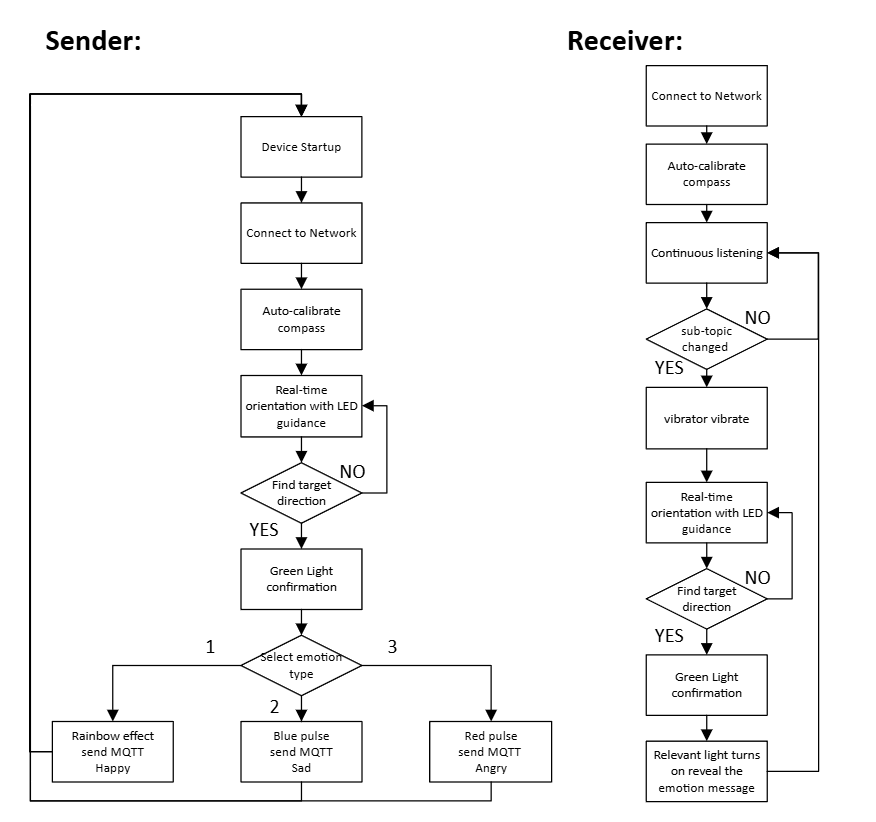 Sender:
Device Startup
Connect to Network
Auto-calibrate
compass
Real-time
orientation with LED
guidance
NO
Find target
direction
YES
Green Light
confirmation
1
3
Select emotion
type
2
Rainbow effect
send MQTT
Happy
Blue pulse
send MQTT
Sad
Red pulse
send MQTT
Angry
Receiver:
Connect to Network
Auto-calibrate
compass
Continuous listening
NO
sub-topic
changed
YES
vibrator vibrate
Real-time
orientation with LED
guidance
NO
Find target
direction
YES
Green Light
confirmation
Relevant light turns
on reveal the
emotion message